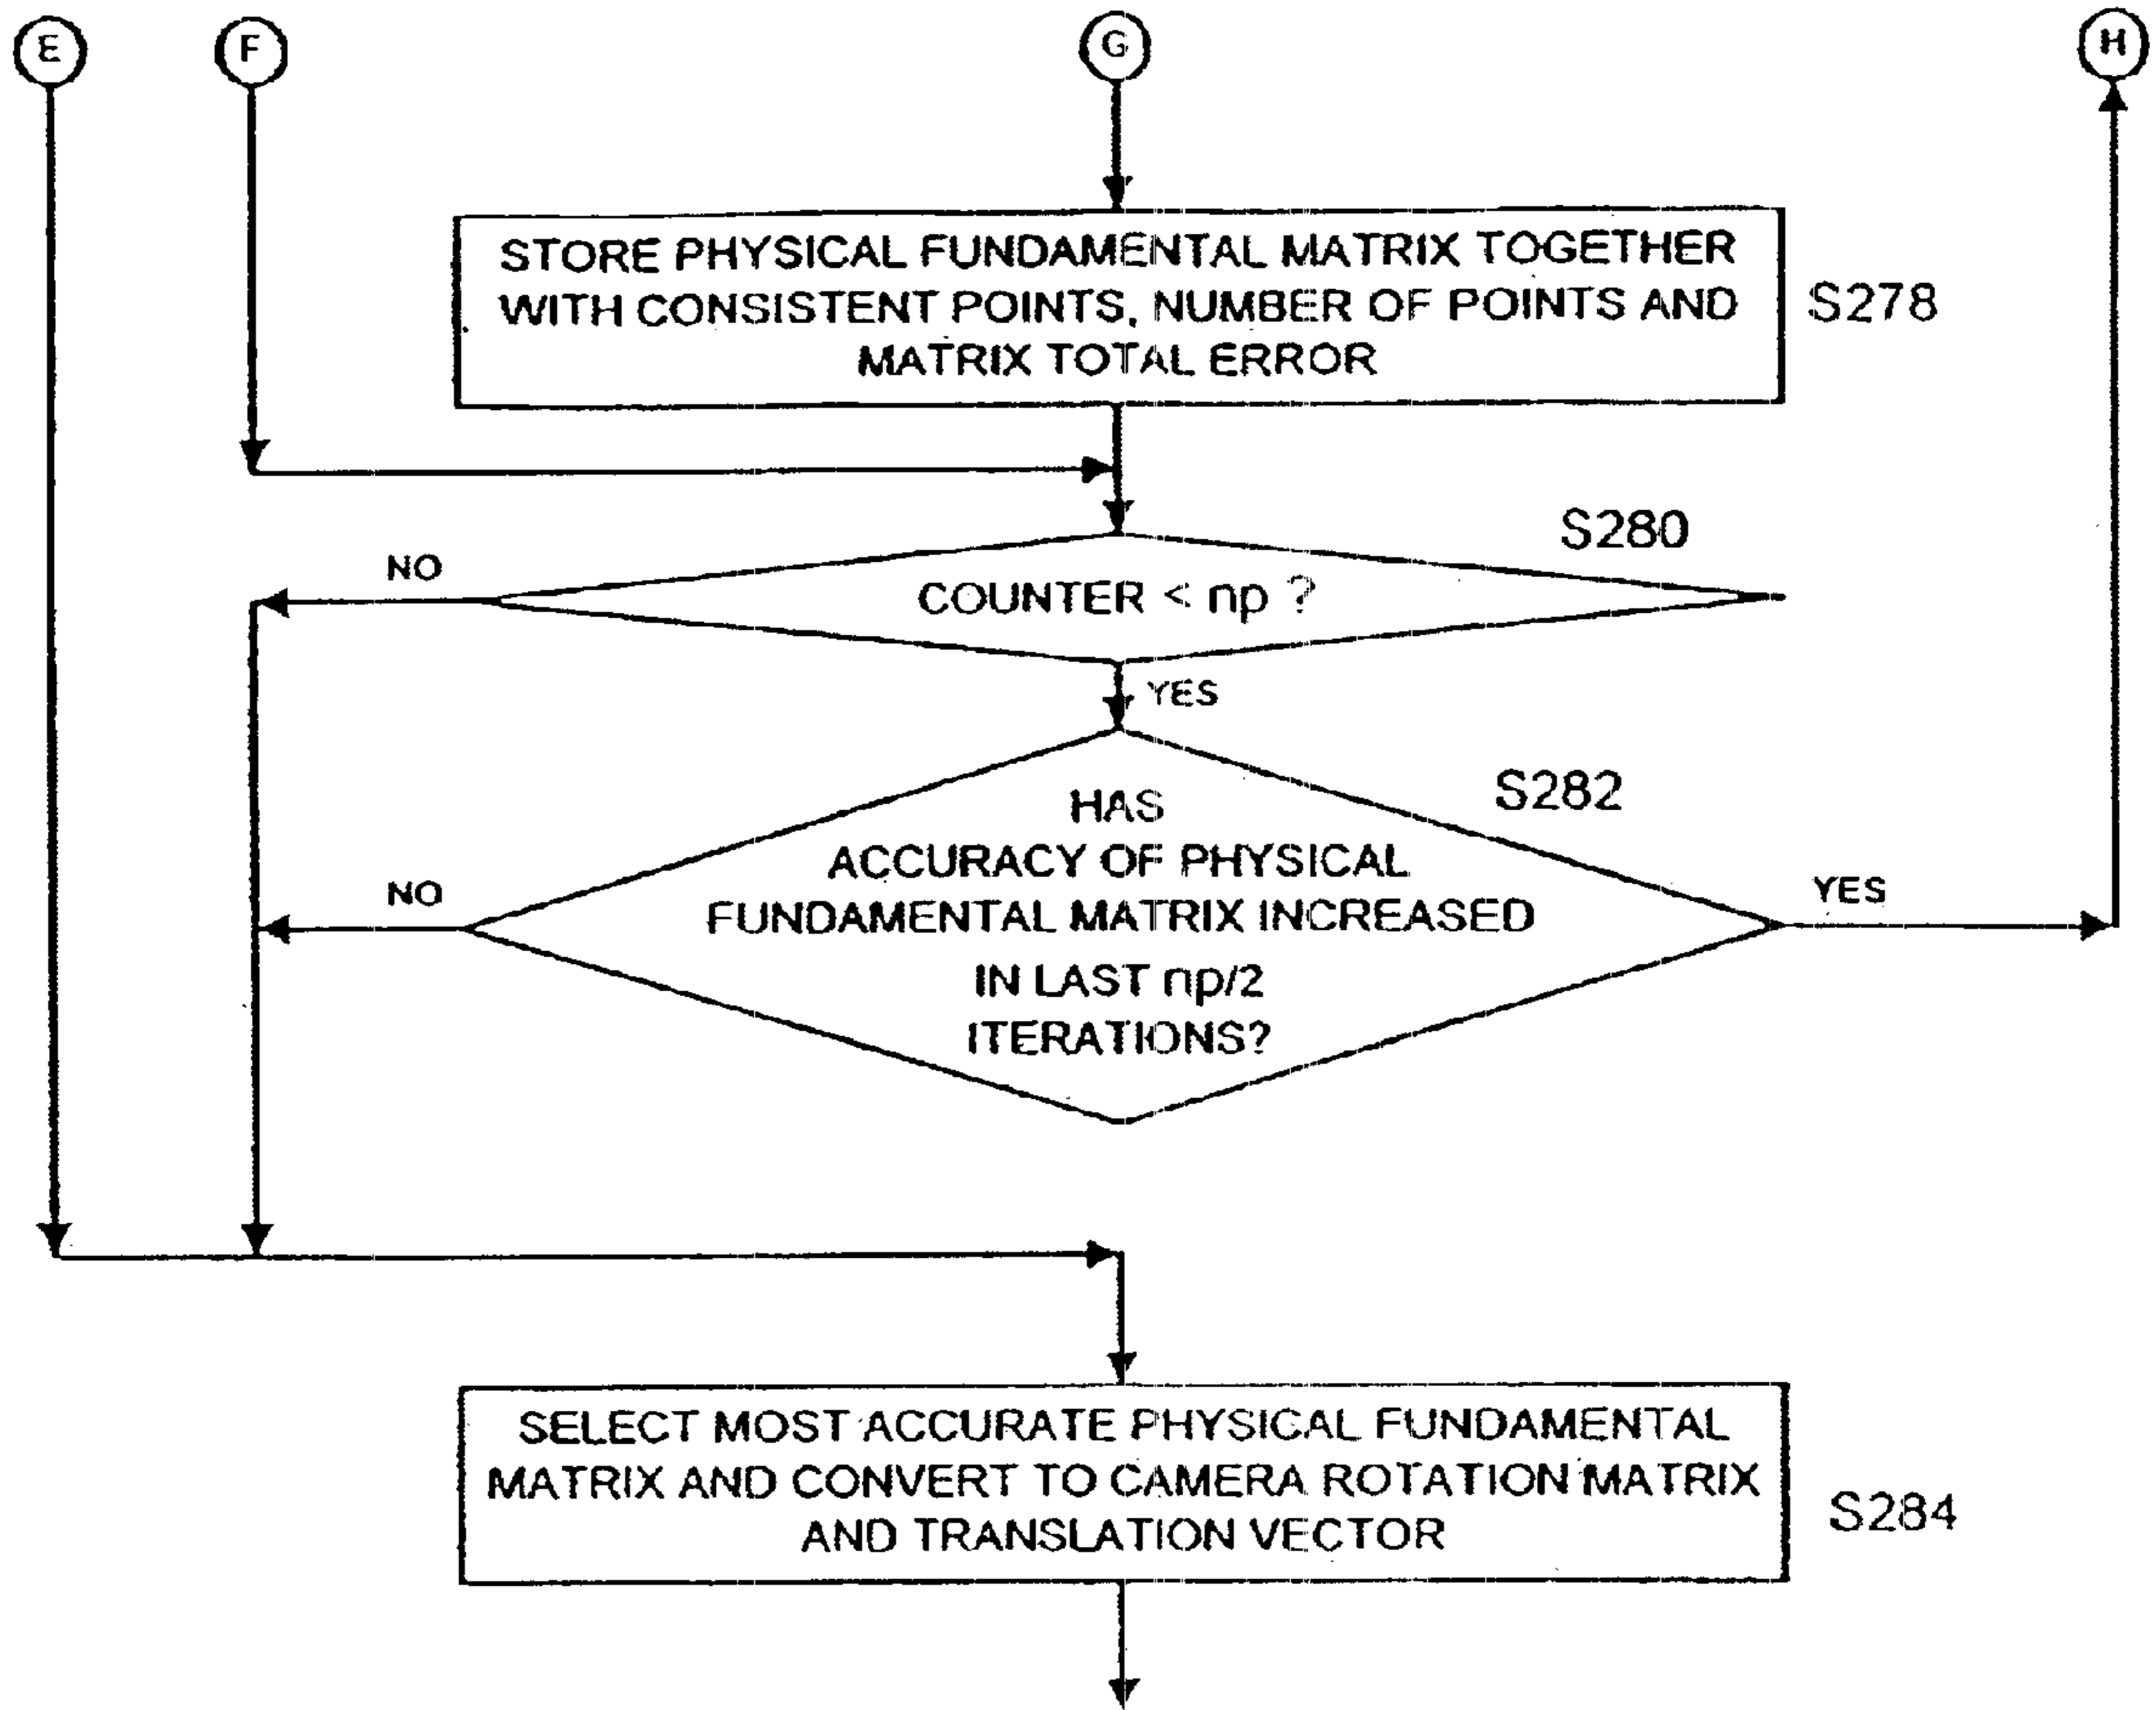 E
F
G
H
STORE PHYSICAL FUNDAMENTAL MATRIX TOGETHER
WITH CONSISTENT POINTS, NUMBER OF POINTS AND
MATRIX TOTAL ERROR
S278
S280
NO
COUNTER < np ?
YES
S282
HAS
ACCURACY OF PHYSICAL
FUNDAMENTAL MATRIX INCREASED
IN LAST np/2
ITERATIONS?
NO
YES
SELECT MOST ACCURATE PHYSICAL FUNDAMENTAL
MATRIX AND CONVERT TO CAMERA ROTATION MATRIX
AND TRANSLATION VECTOR
S284